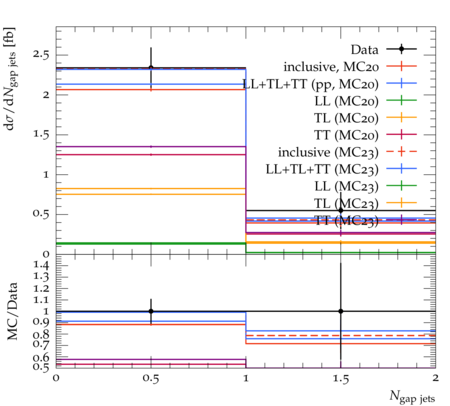 dσ/dN_gap jets [fb]
2.5
2
1.5
1
0.5
0
Data
inclusive, MC20
LL+TL+TT (pp, MC20)
LL (MC20)
TL (MC20)
TT (MC20)
inclusive (MC23)
LL+TL+TT (MC23)
LL (MC23)
TL (MC23)
TT (MC23)
MC/Data
1.4
1.3
1.2
1.1
1
0.9
0.8
0.7
0.6
0.5
0 0.5 1 1.5 2
N_gap jets